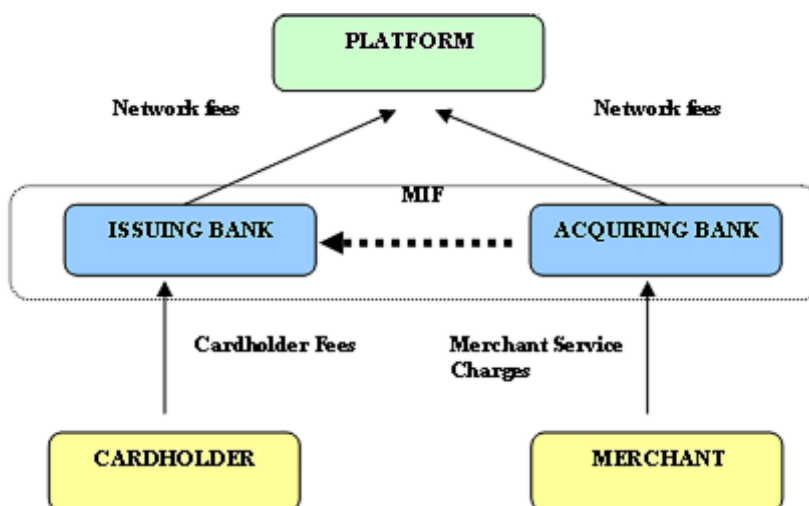 PLATFORM
Network fees
Network fees
MIF
ISSUING BANK
ACQUIRING BANK
Cardholder Fees
Merchant Service
Charges
CARDHOLDER
MERCHANT